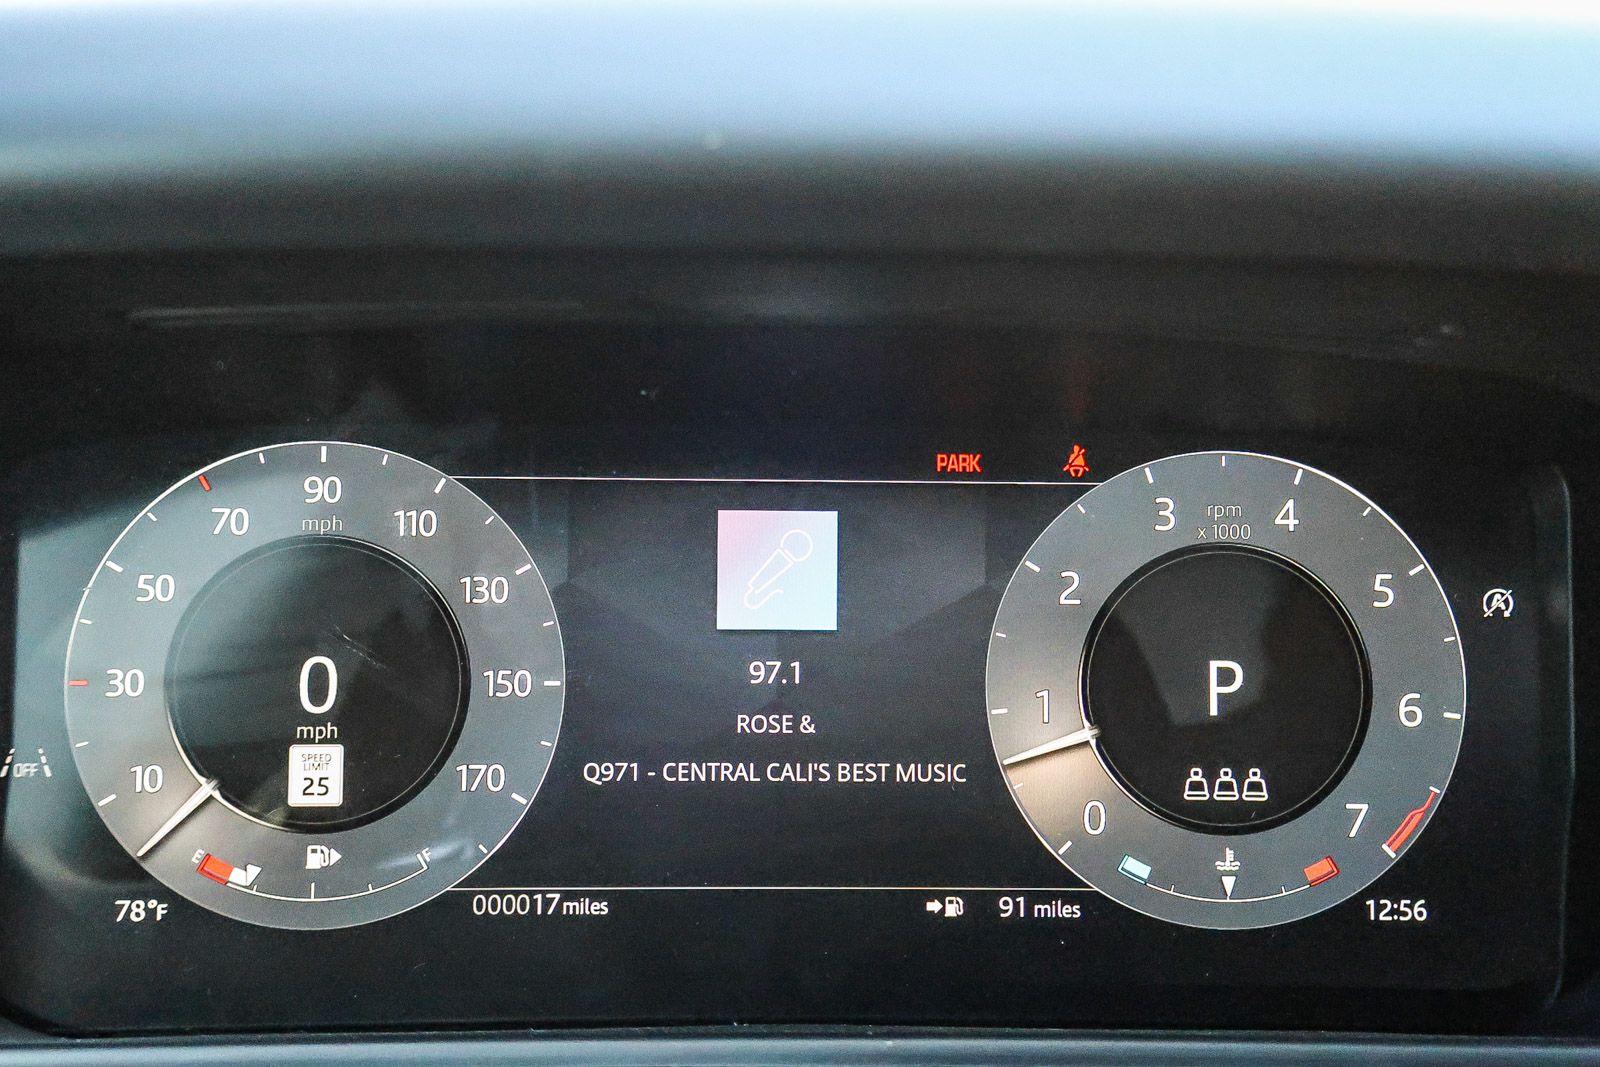 PARK
90
mph
70
110
50
130
30
150
10
170
0
mph
SPEED
LIMIT
25
E
F
78°F
OFF
000017 miles
97.1
ROSE &
Q971 - CENTRAL CALI'S BEST MUSIC
91 miles
rpm
x 1000
3
4
2
5
1
6
0
7
P
A
12:56